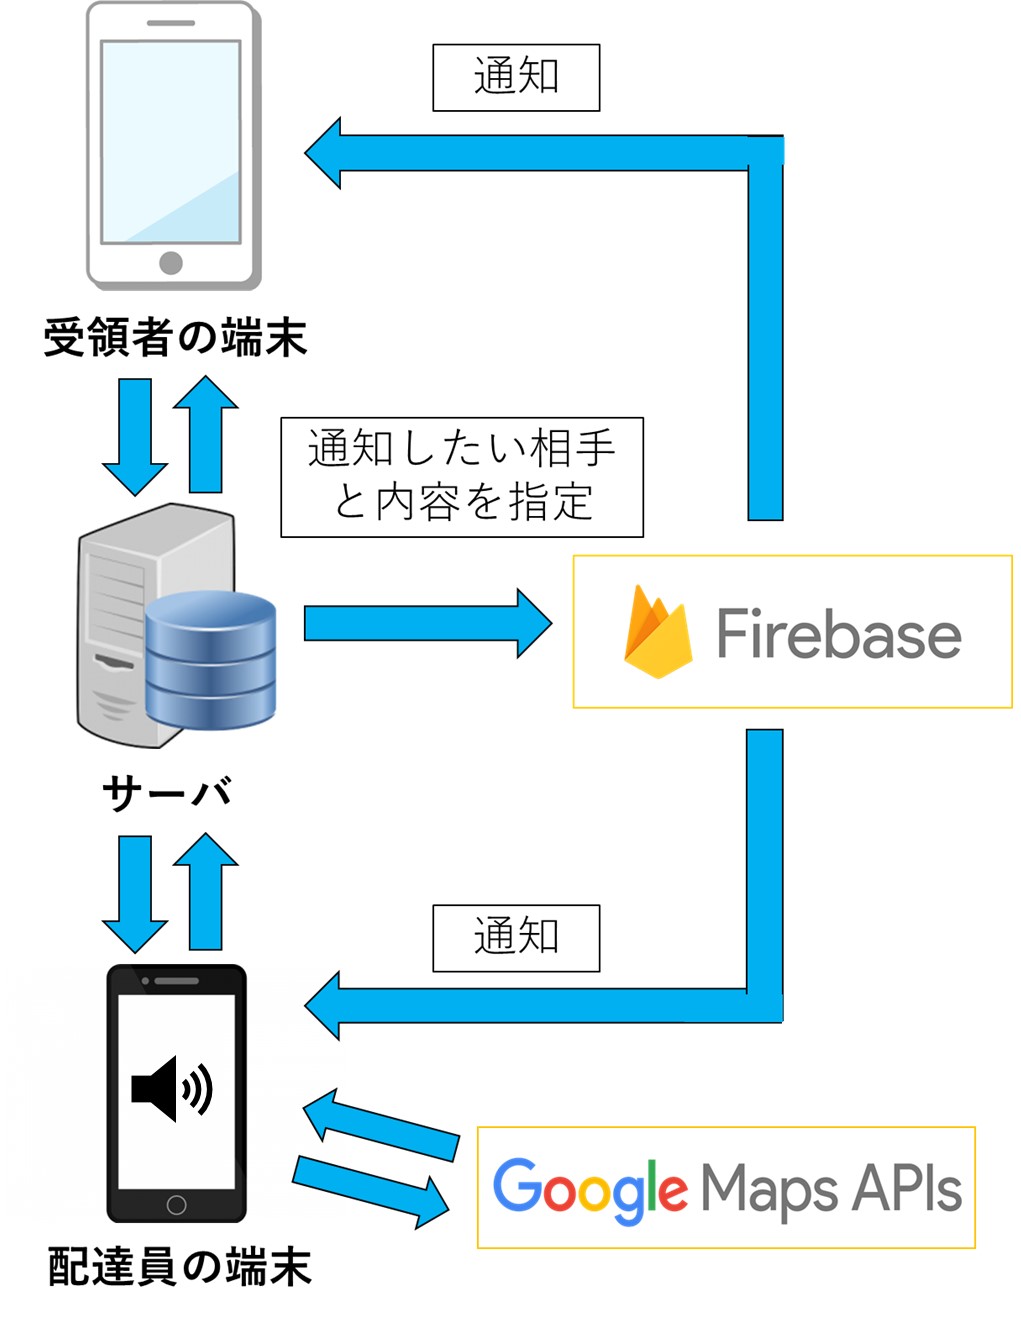 通知
受領者の端末
通知したい相手
と内容を指定
Firebase
サーバ
通知
Google Maps APIs
配達員の端末